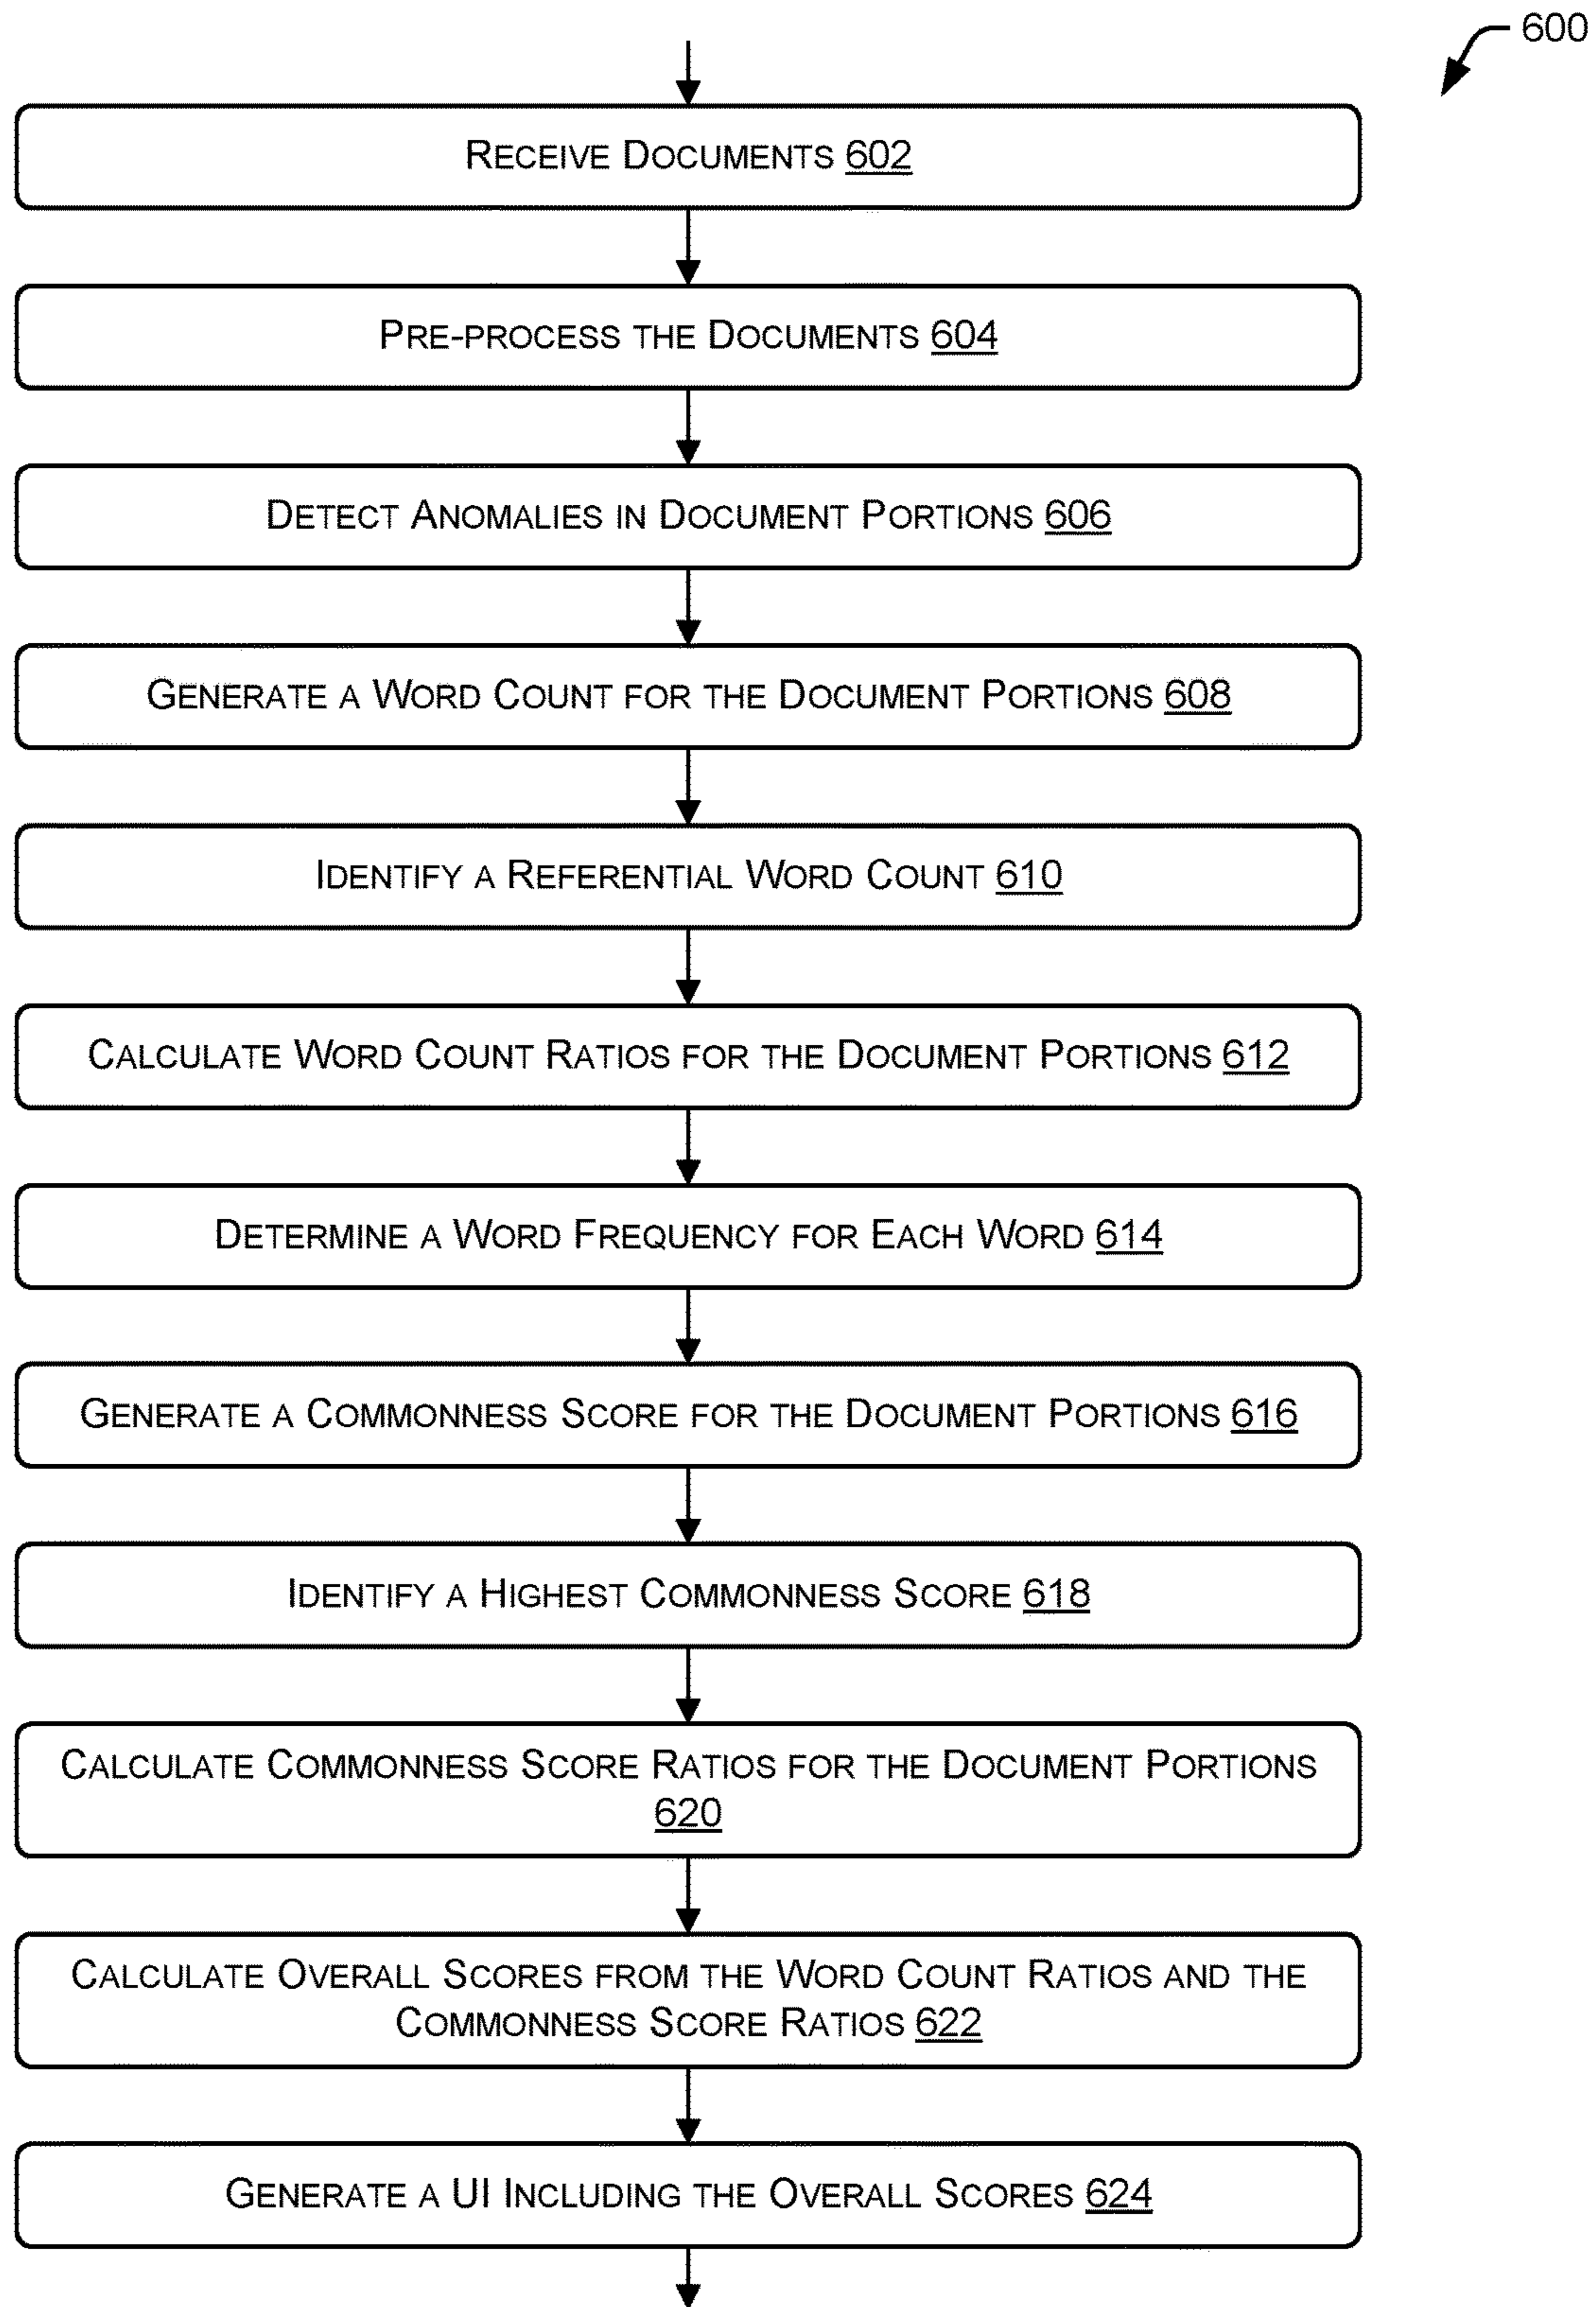 600
RECEIVE DOCUMENTS 602
PRE-PROCESS THE DOCUMENTS 604
DETECT ANOMALIES IN DOCUMENT PORTIONS 606
GENERATE A WORD COUNT FOR THE DOCUMENT PORTIONS 608
IDENTIFY A REFERENTIAL WORD COUNT 610
CALCULATE WORD COUNT RATIOS FOR THE DOCUMENT PORTIONS 612
DETERMINE A WORD FREQUENCY FOR EACH WORD 614
GENERATE A COMMONNESS SCORE FOR THE DOCUMENT PORTIONS 616
IDENTIFY A HIGHEST COMMONNESS SCORE 618
CALCULATE COMMONNESS SCORE RATIOS FOR THE DOCUMENT PORTIONS
620
CALCULATE OVERALL SCORES FROM THE WORD COUNT RATIOS AND THE
COMMONNESS SCORE RATIOS 622
GENERATE A UI INCLUDING THE OVERALL SCORES 624